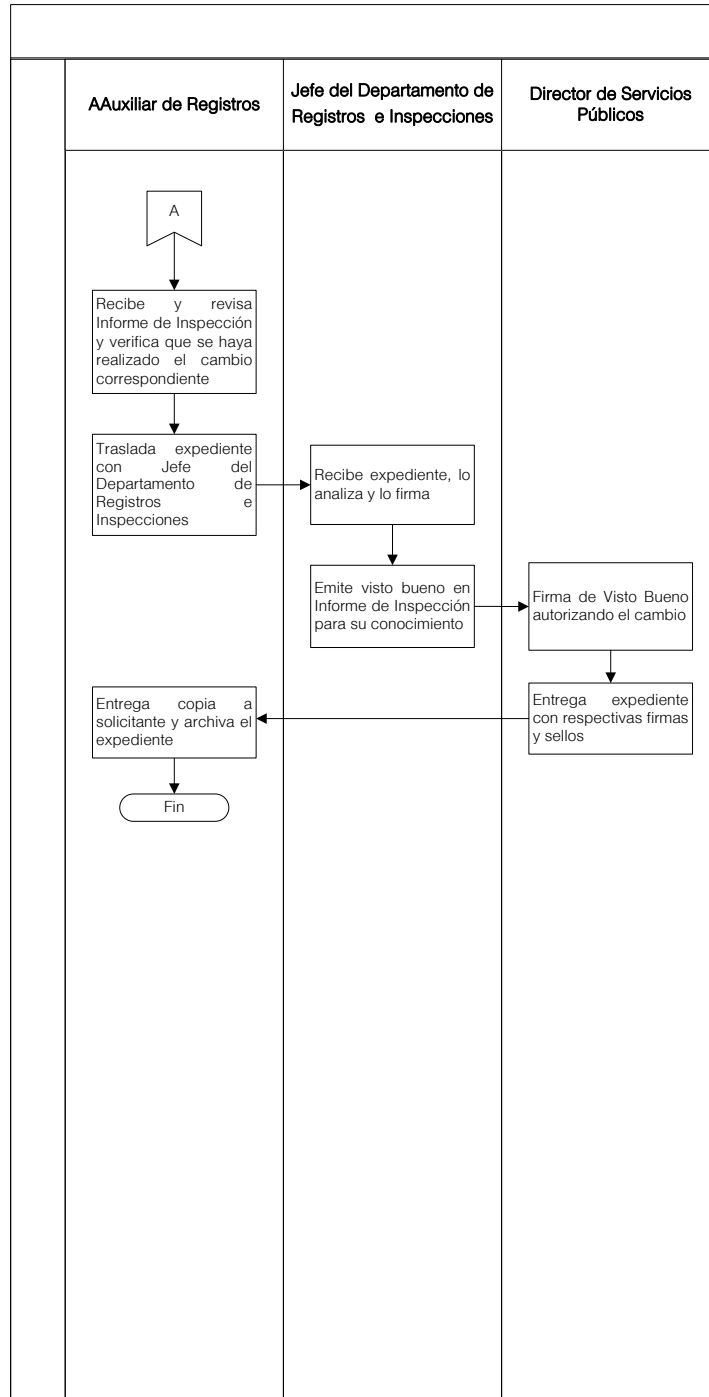 AAuxiliar de Registros
Jefe del Departamento de
Registros e Inspecciones
Director de Servicios
Públicos
A
Recibe y revisa
Informe de Inspección
y verifica que se haya
realizado el cambio
correspondiente
Traslada expediente
con Jefe del
Departamento de
Registros e
Inspecciones
Recibe expediente, lo
analiza y lo firma
Emite visto bueno en
Informe de Inspección
para su conocimiento
Firma de Visto Bueno
autorizando el cambio
Entrega expediente
con respectivas firmas
y sellos
Entrega copia a
solicitante y archiva el
expediente
Fin